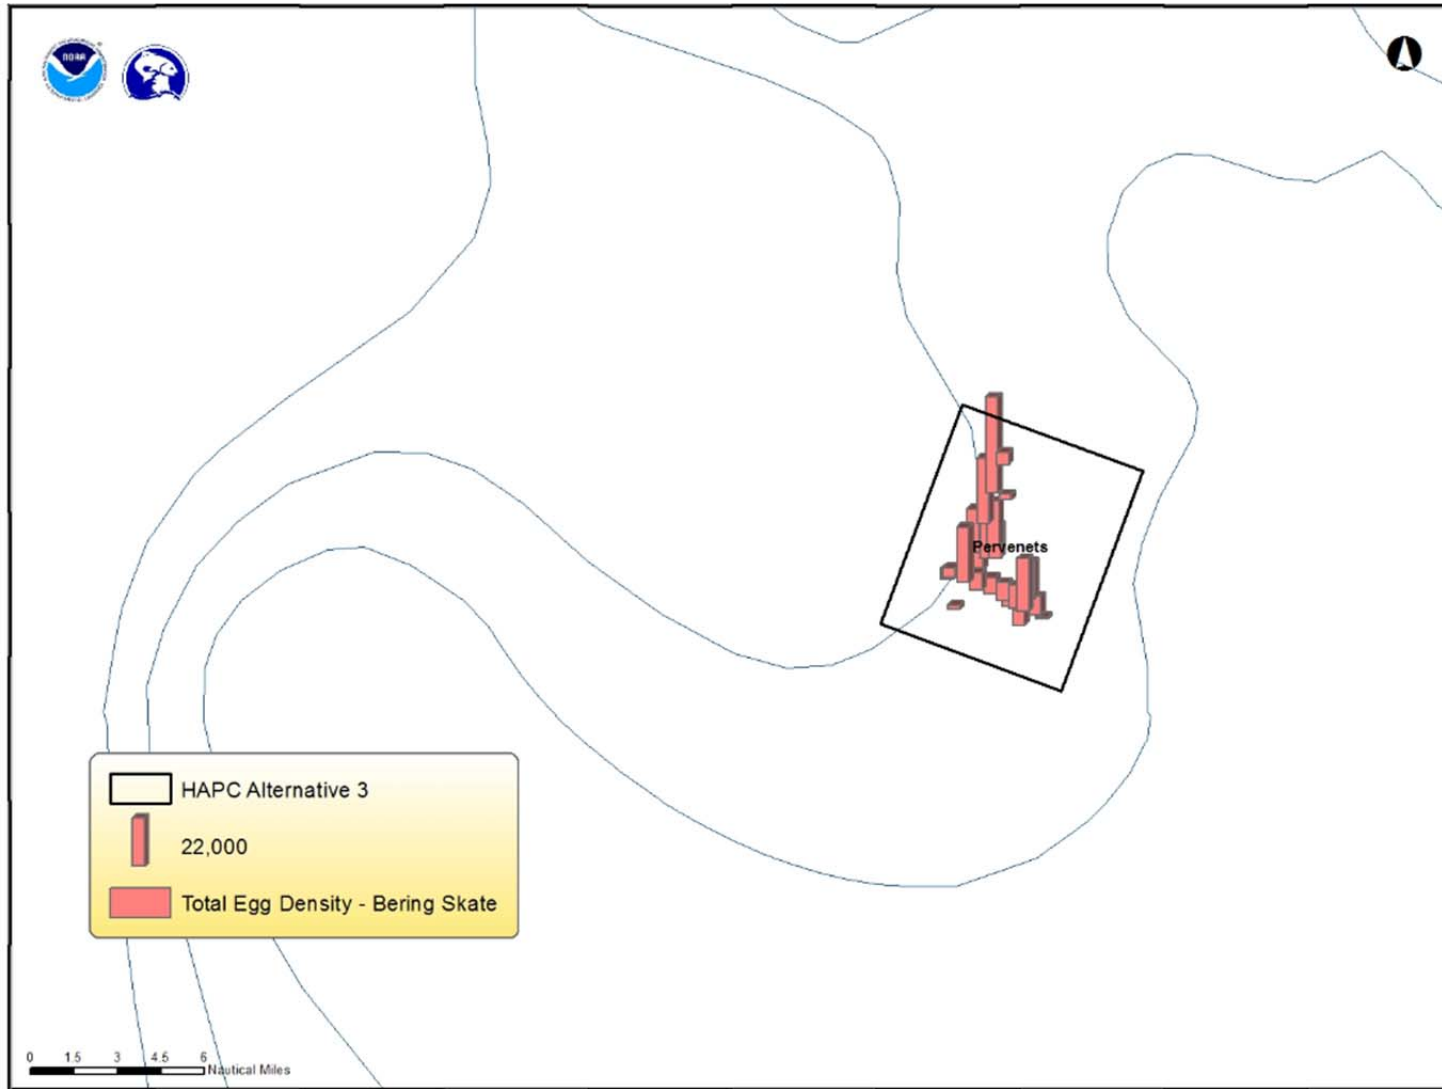 NOAA
Pervenets
HAPC Alternative 3
22,000
Total Egg Density - Bering Skate
0 1.5 3 4.5 6
Nautical Miles